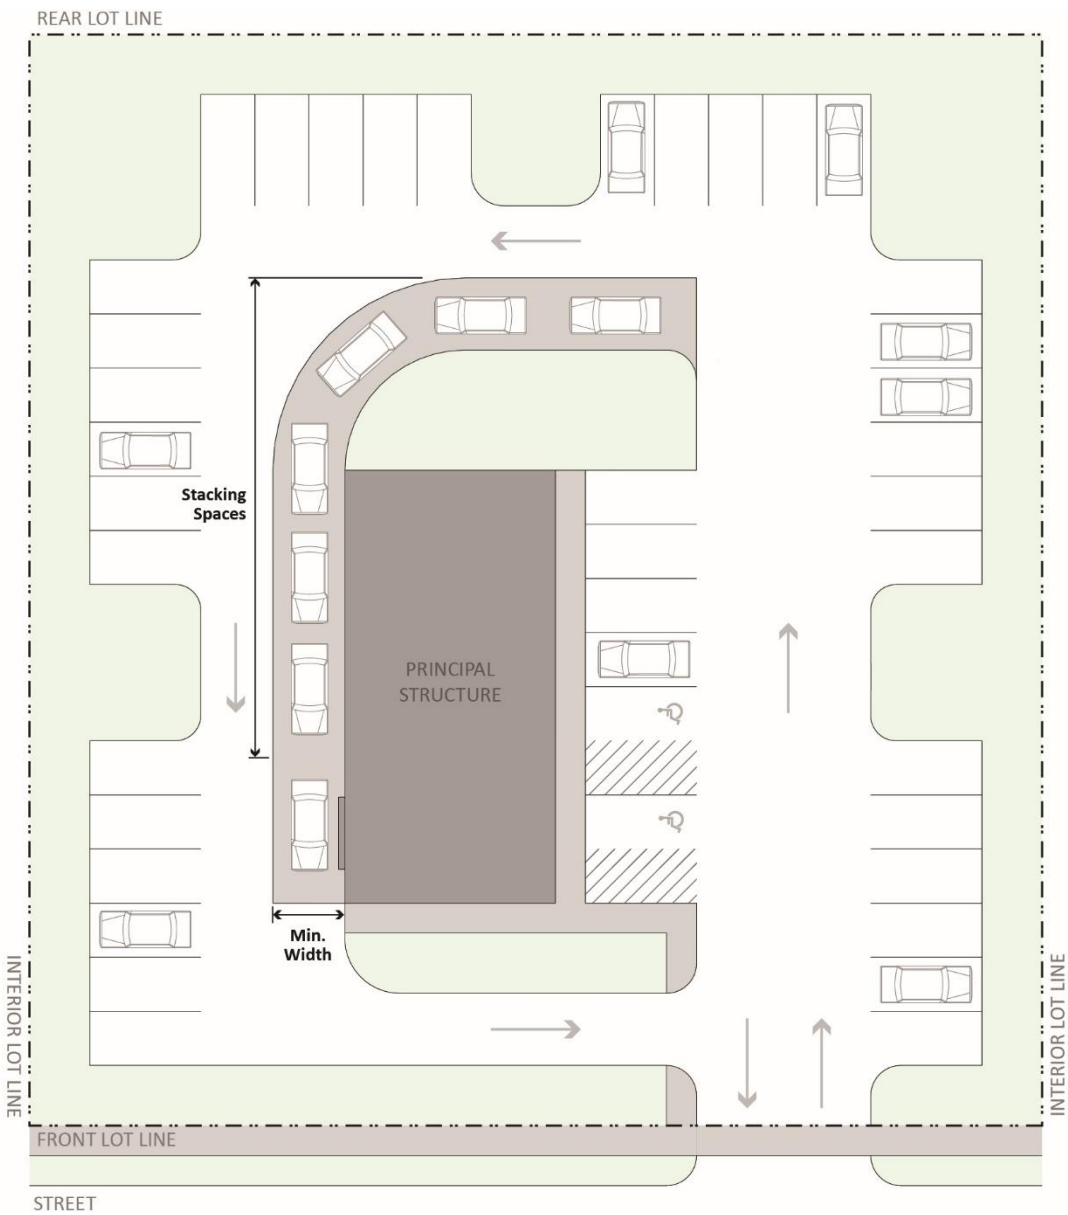 REAR LOT LINE
Stacking
Spaces
PRINCIPAL
STRUCTURE
Min.
Width
INTERIOR LOT LINE
INTERIOR LOT LINE
FRONT LOT LINE
STREET